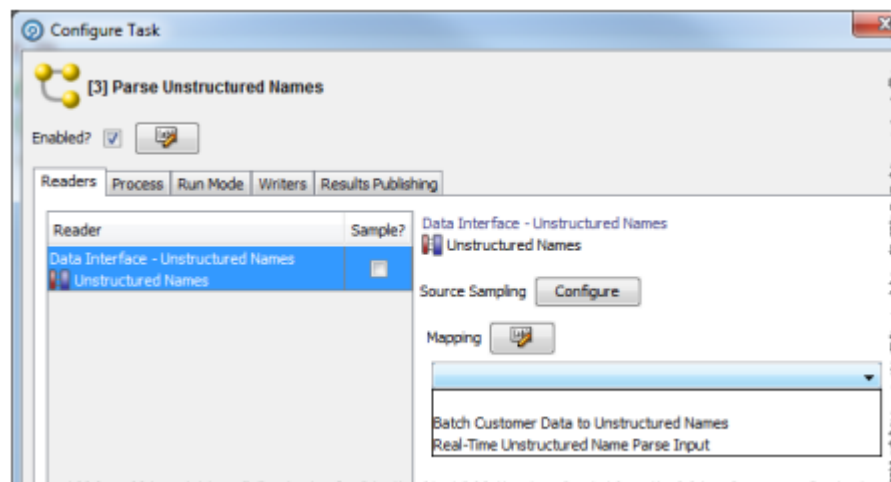 Configure Task
[3] Parse Unstructured Names
Enabled?
Readers Process Run Mode Writers Results Publishing
Reader Sample?
Data Interface - Unstructured Names
Unstructured Names
Data Interface - Unstructured Names
Unstructured Names
Source Sampling Configure
Mapping
Batch Customer Data to Unstructured Names
Real-Time Unstructured Name Parse Input